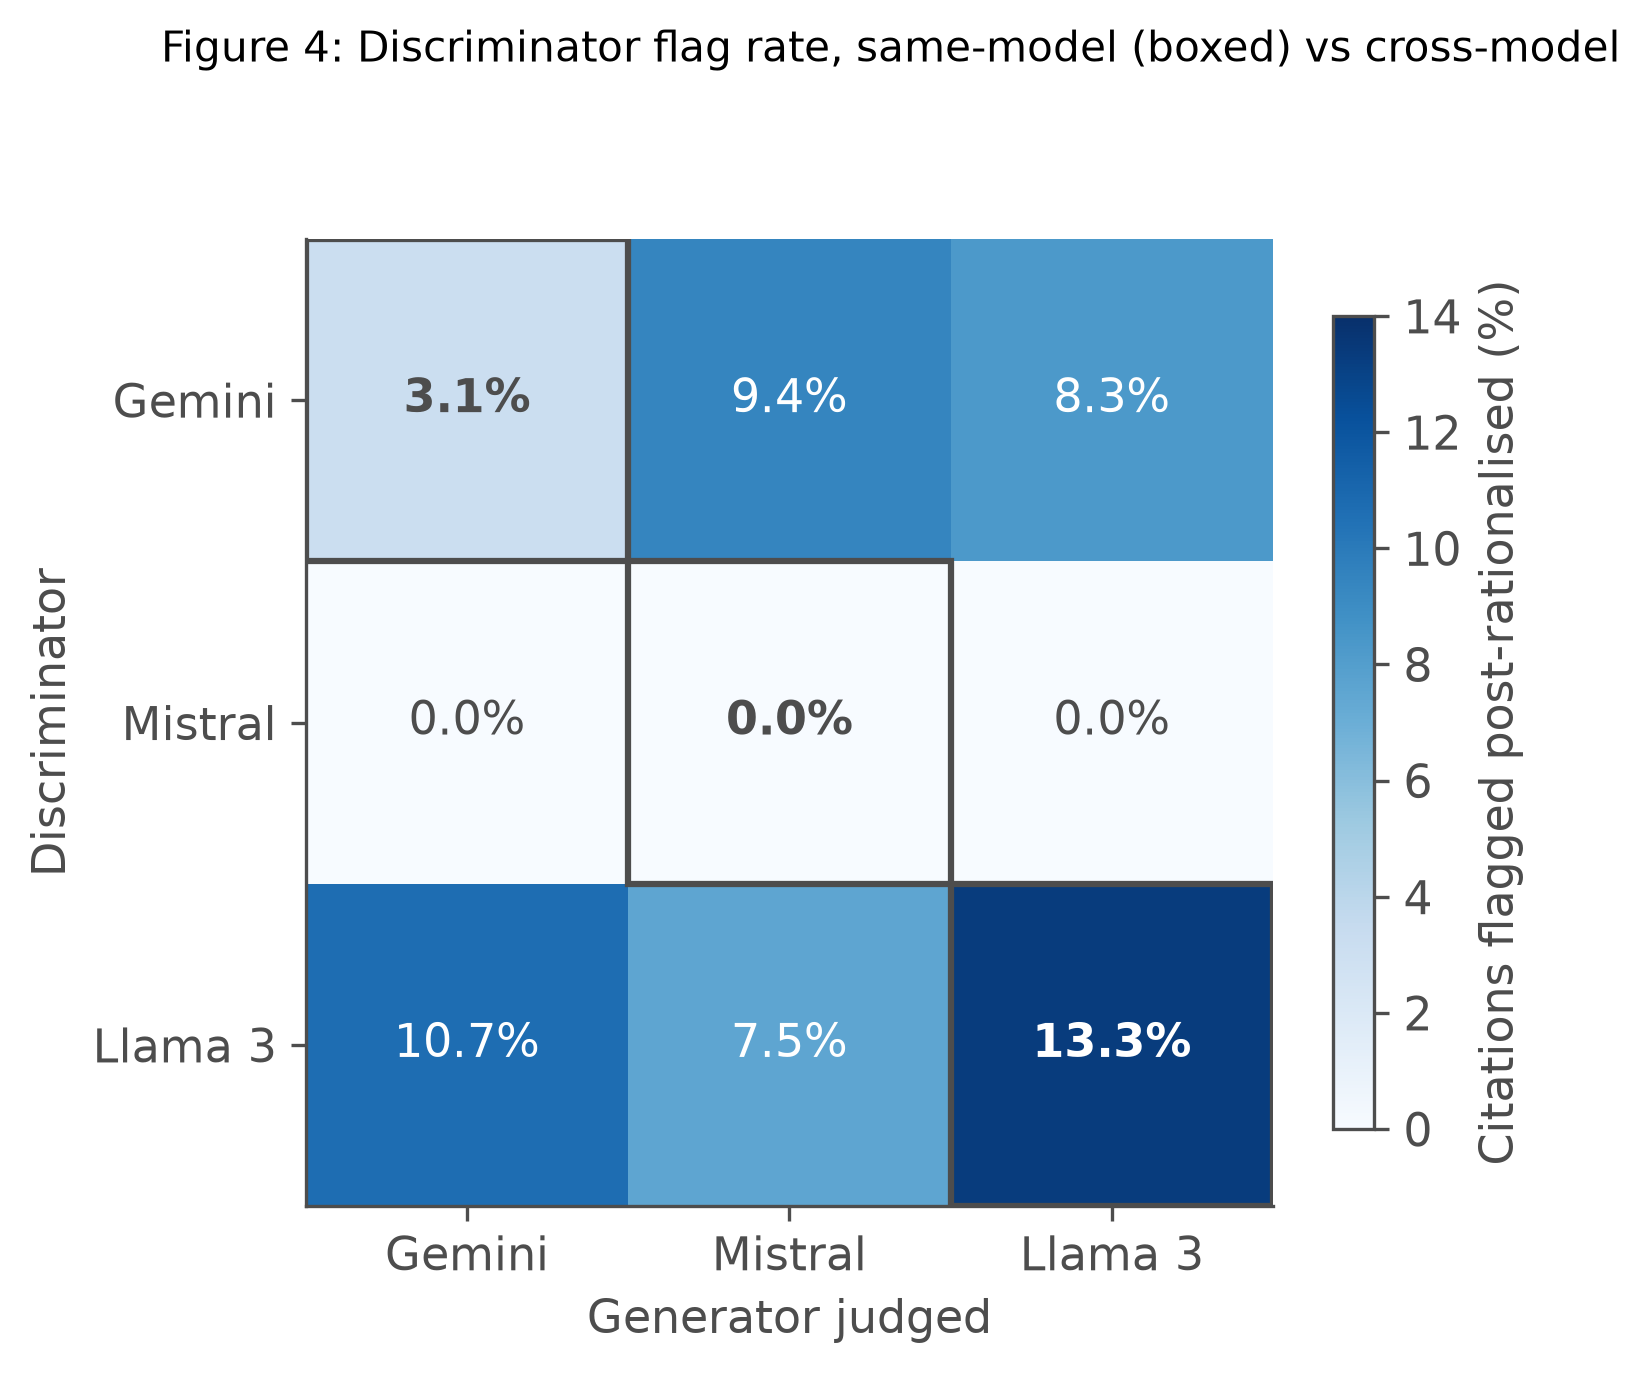 Figure 4: Discriminator flag rate, same-model (boxed) vs cross-model
Discriminator
Gemini
3.1%
9.4%
8.3%
Mistral
0.0%
0.0%
0.0%
Llama 3
10.7%
7.5%
13.3%
Gemini
Mistral
Llama 3
Generator judged
14
12
10
8
6
4
2
0
Citations flagged post-rationalised (%)